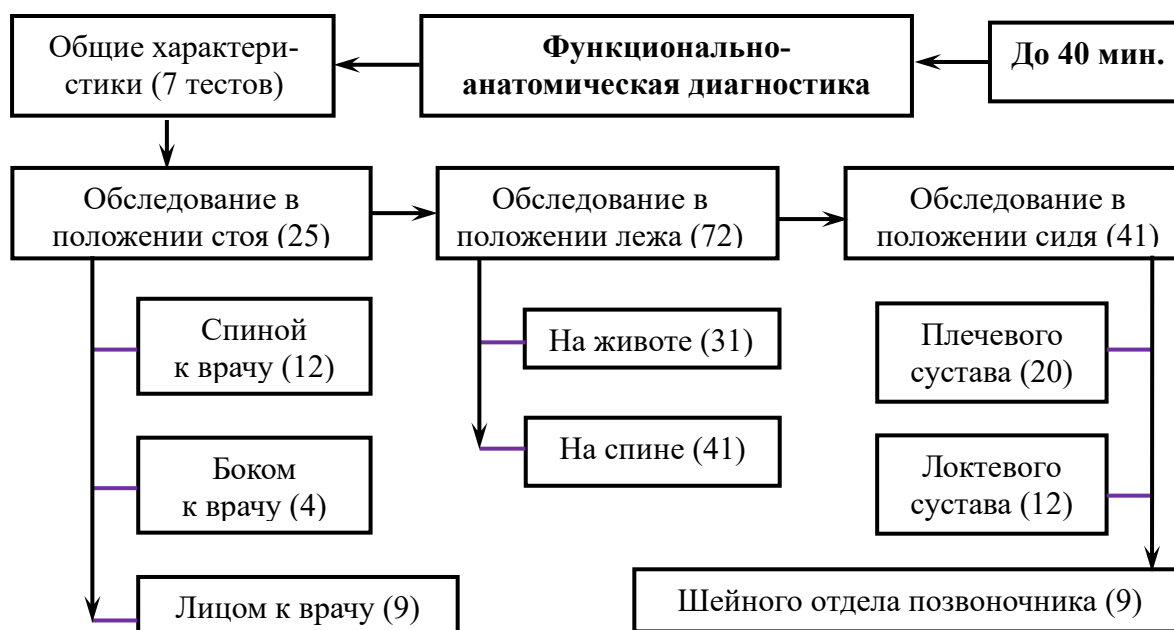 Общие характери-
стики (7 тестов)
Функционально-
анатомическая диагностика
До 40 мин.
Обследование в
положении стоя (25)
Обследование в
положении лежа (72)
Обследование в
положении сидя (41)
Спиной
к врачу (12)
Боком
к врачу (4)
Лицом к врачу (9)
На животе (31)
На спине (41)
Плечевого
сустава (20)
Локтевого
сустава (12)
Шейного отдела позвоночника (9)